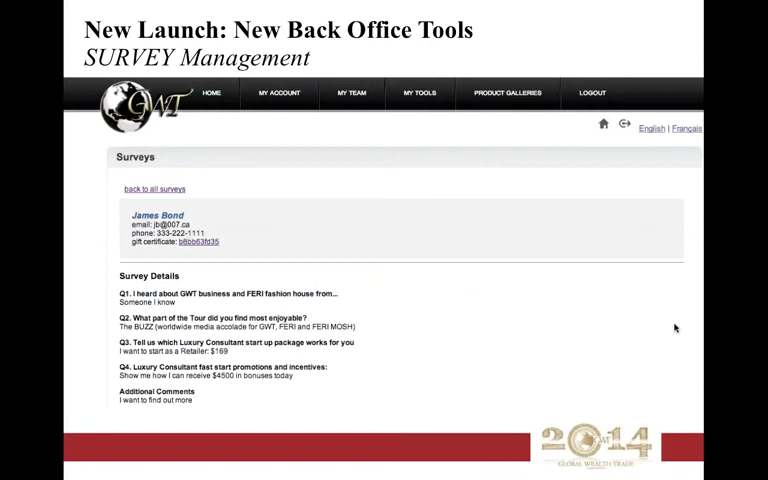 New Launch: New Back Office Tools
SURVEY Management
GWT
HOME MY ACCOUNT MY TEAM MY TOOLS PRODUCT GALLERIES LOGOUT
English | Français
Surveys
back to all surveys
James Bond
email: jb@007.ca
phone: 333-222-1111
gift certificate: b8bb63fd35
Survey Details
Q1. I heard about GWT business and FERI fashion house from...
Someone I know
Q2. What part of the Tour did you find most enjoyable?
The BUZZ (worldwide media accolade for GWT, FERI and FERI MOSH)
Q3. Tell us which Luxury Consultant start up package works for you
I want to start as a Retailer: $169
Q4. Luxury Consultant fast start promotions and incentives:
Show me how I can receive $4500 in bonuses today
Additional Comments
I want to find out more
2014
GLOBAL WEALTH TRADE